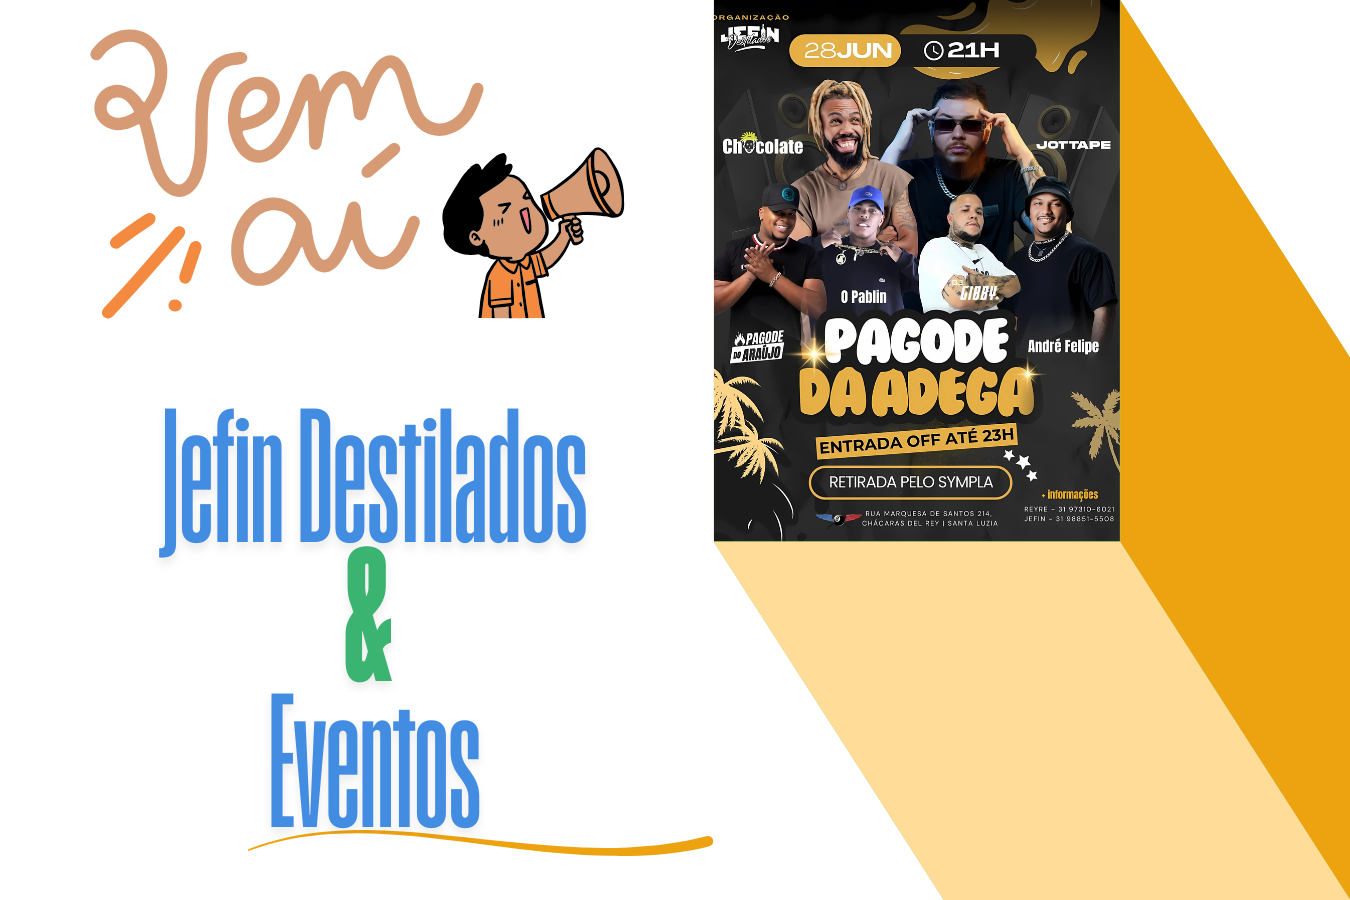 Vem
aí
Jefin Destilados
&
Eventos
ORGANIZAÇÃO
JEFIN
Destilados
28JUN
21H
Chocolate
JOTTAPE
O Pablin
GIBBY
PAGODE
DO ARAÚJO
André Felipe
PAGODE
DA ADEGA
ENTRADA OFF ATÉ 23H
RETIRADA PELO SYMPLA
RUA MARQUESA DE SANTOS 214,
CHÁCARAS DEL REY | SANTA LUZIA
+ informações
REYRE - 31 97310-6021
JEFIN - 31 98851-5508